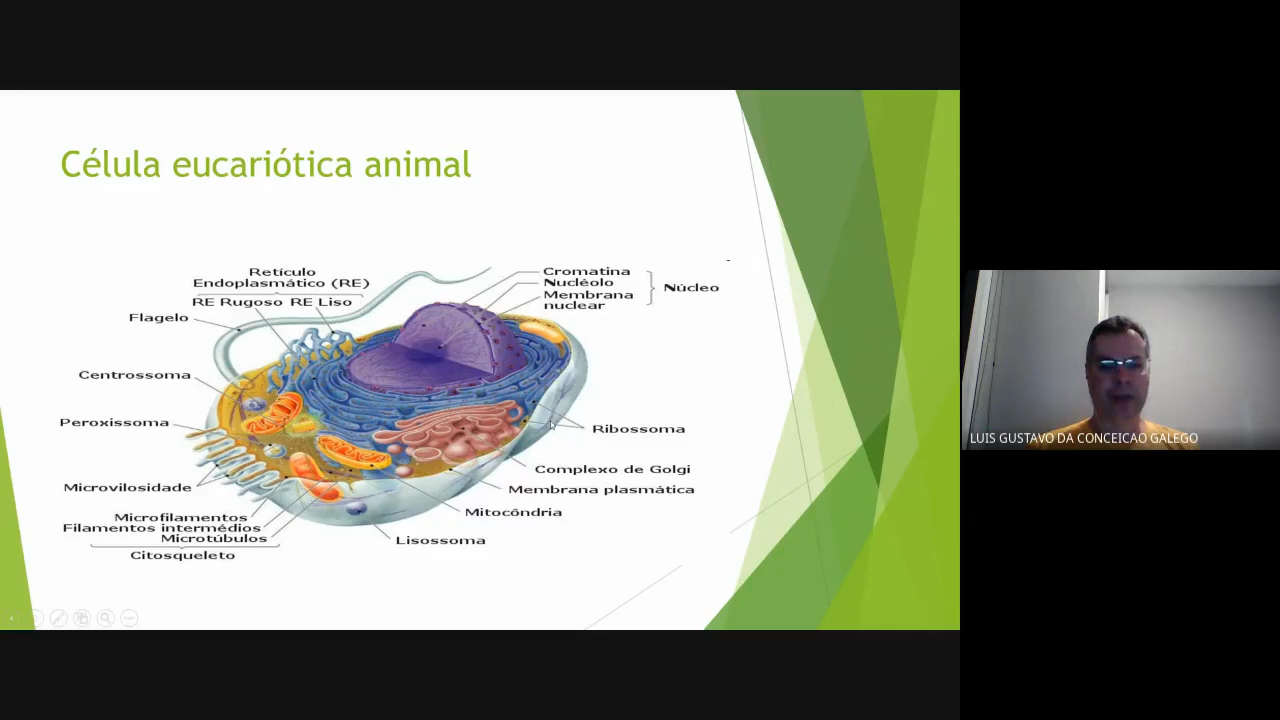 Célula eucariótica animal
Retículo
Endoplasmático (RE)
RE Rugoso RE Liso
Flagelo
Centrossoma
Peroxissoma
Microvilosidade
Microfilamentos
Filamentos intermédios
Microtúbulos
Citosqueleto
Cromatina
Nucléolo
Membrana
nuclear
Núcleo
Ribossoma
Complexo de Golgi
Membrana plasmática
Mitocôndria
Lisossoma
LUIS GUSTAVO DA CONCEICAO GALEGO